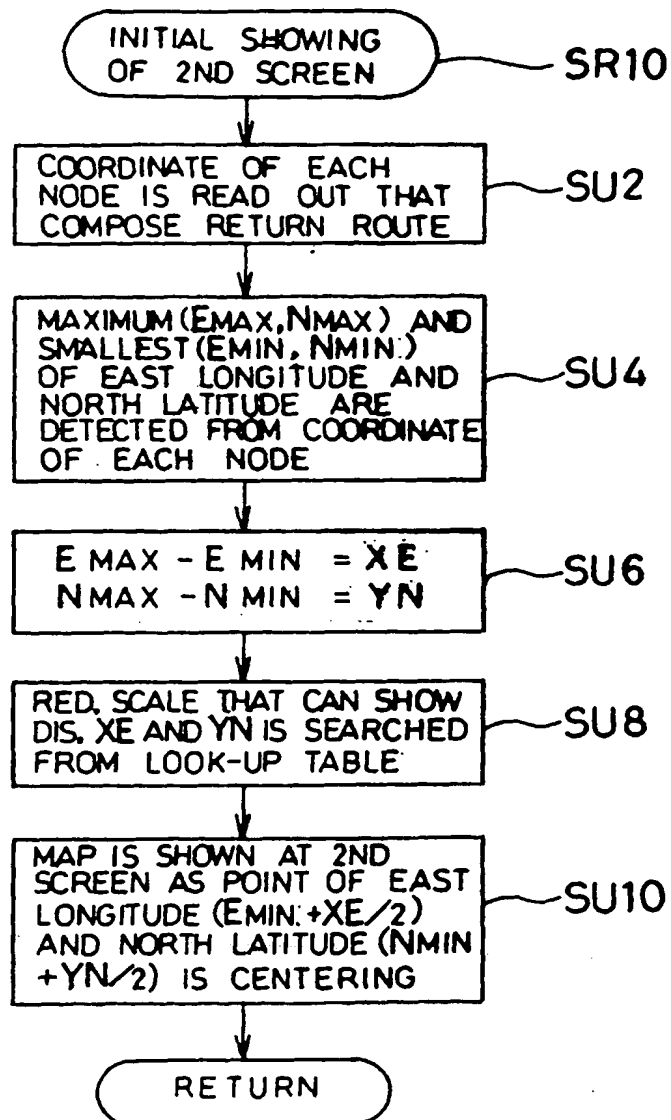 INITIAL SHOWING
OF 2ND SCREEN
SR10
COORDINATE OF EACH
NODE IS READ OUT THAT
COMPOSE RETURN ROUTE
SU2
MAXIMUM (EMAX, NMAX) AND
SMALLEST (EMIN, NMIN)
OF EAST LONGITUDE AND
NORTH LATITUDE ARE
DETECTED FROM COORDINATE
OF EACH NODE
SU4
EMAX - EMIN = XE
NMAX - NMIN = YN
SU6
RED. SCALE THAT CAN SHOW
DIS. XE AND YN IS SEARCHED
FROM LOOK-UP TABLE
SU8
MAP IS SHOWN AT 2ND
SCREEN AS POINT OF EAST
LONGITUDE (EMIN +XE/2)
AND NORTH LATITUDE (NMIN
+YN/2) IS CENTERING
SU10
RETURN